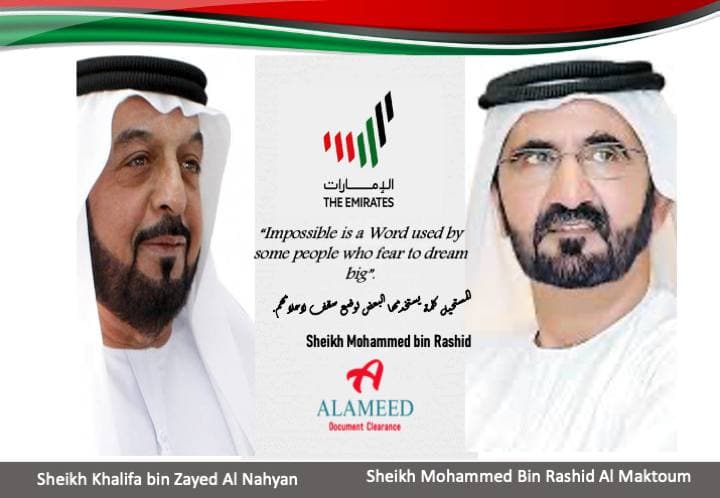 الإمارات
THE EMIRATES
“Impossible is a Word used by
some people who fear to dream
big”.
المستحيل كلمة يستخدمها البعض لوضع سقف لأحلامهم.
Sheikh Mohammed bin Rashid
ALAMEED
Document Clearance
Sheikh Khalifa bin Zayed Al Nahyan
Sheikh Mohammed Bin Rashid Al Maktoum